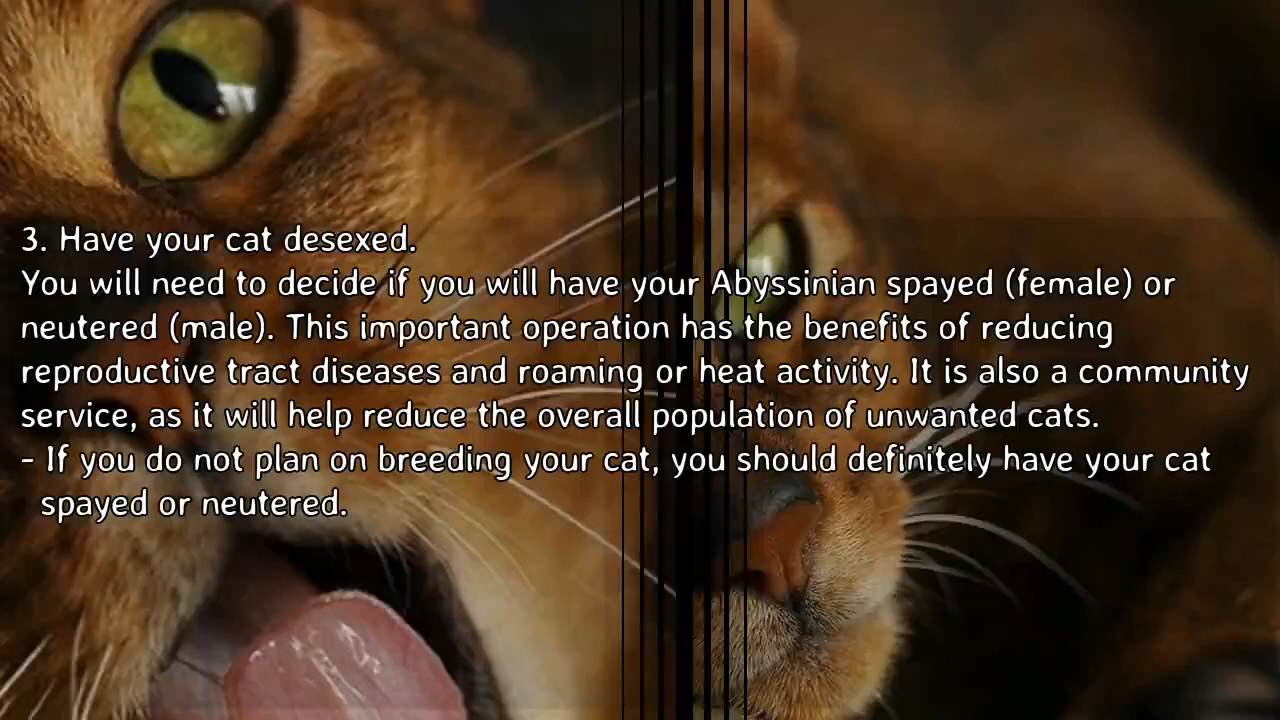 3. Have your cat desexed.
You will need to decide if you will have your Abyssinian spayed (female) or
neutered (male). This important operation has the benefits of reducing
reproductive tract diseases and roaming or heat activity. It is also a community
service, as it will help reduce the overall population of unwanted cats.
- If you do not plan on breeding your cat, you should definitely have your cat
spayed or neutered.